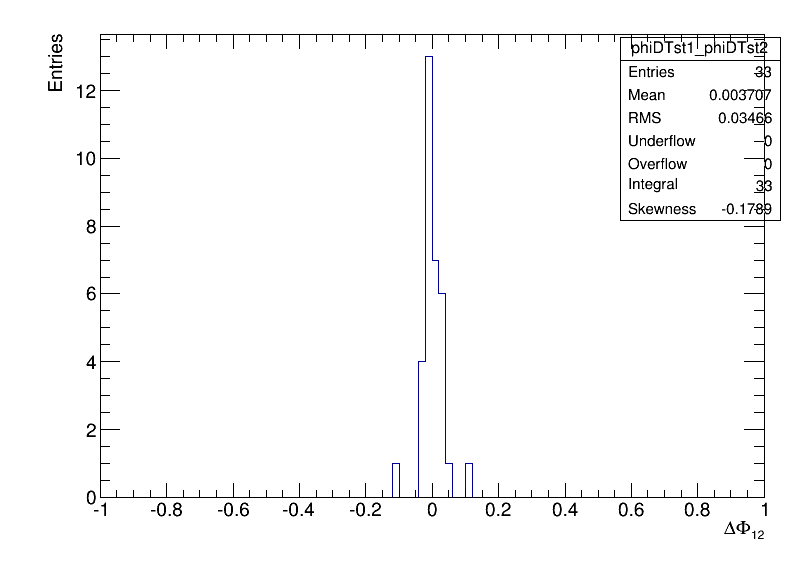 Entries
phiDTst1_phiDTst2
Entries 33
Mean 0.003707
RMS 0.03466
Underflow 0
Overflow 0
Integral 33
Skewness -0.1789
12
10
8
6
4
2
0
-1 -0.8 -0.6 -0.4 -0.2 0 0.2 0.4 0.6 0.8 1
ΔΦ12